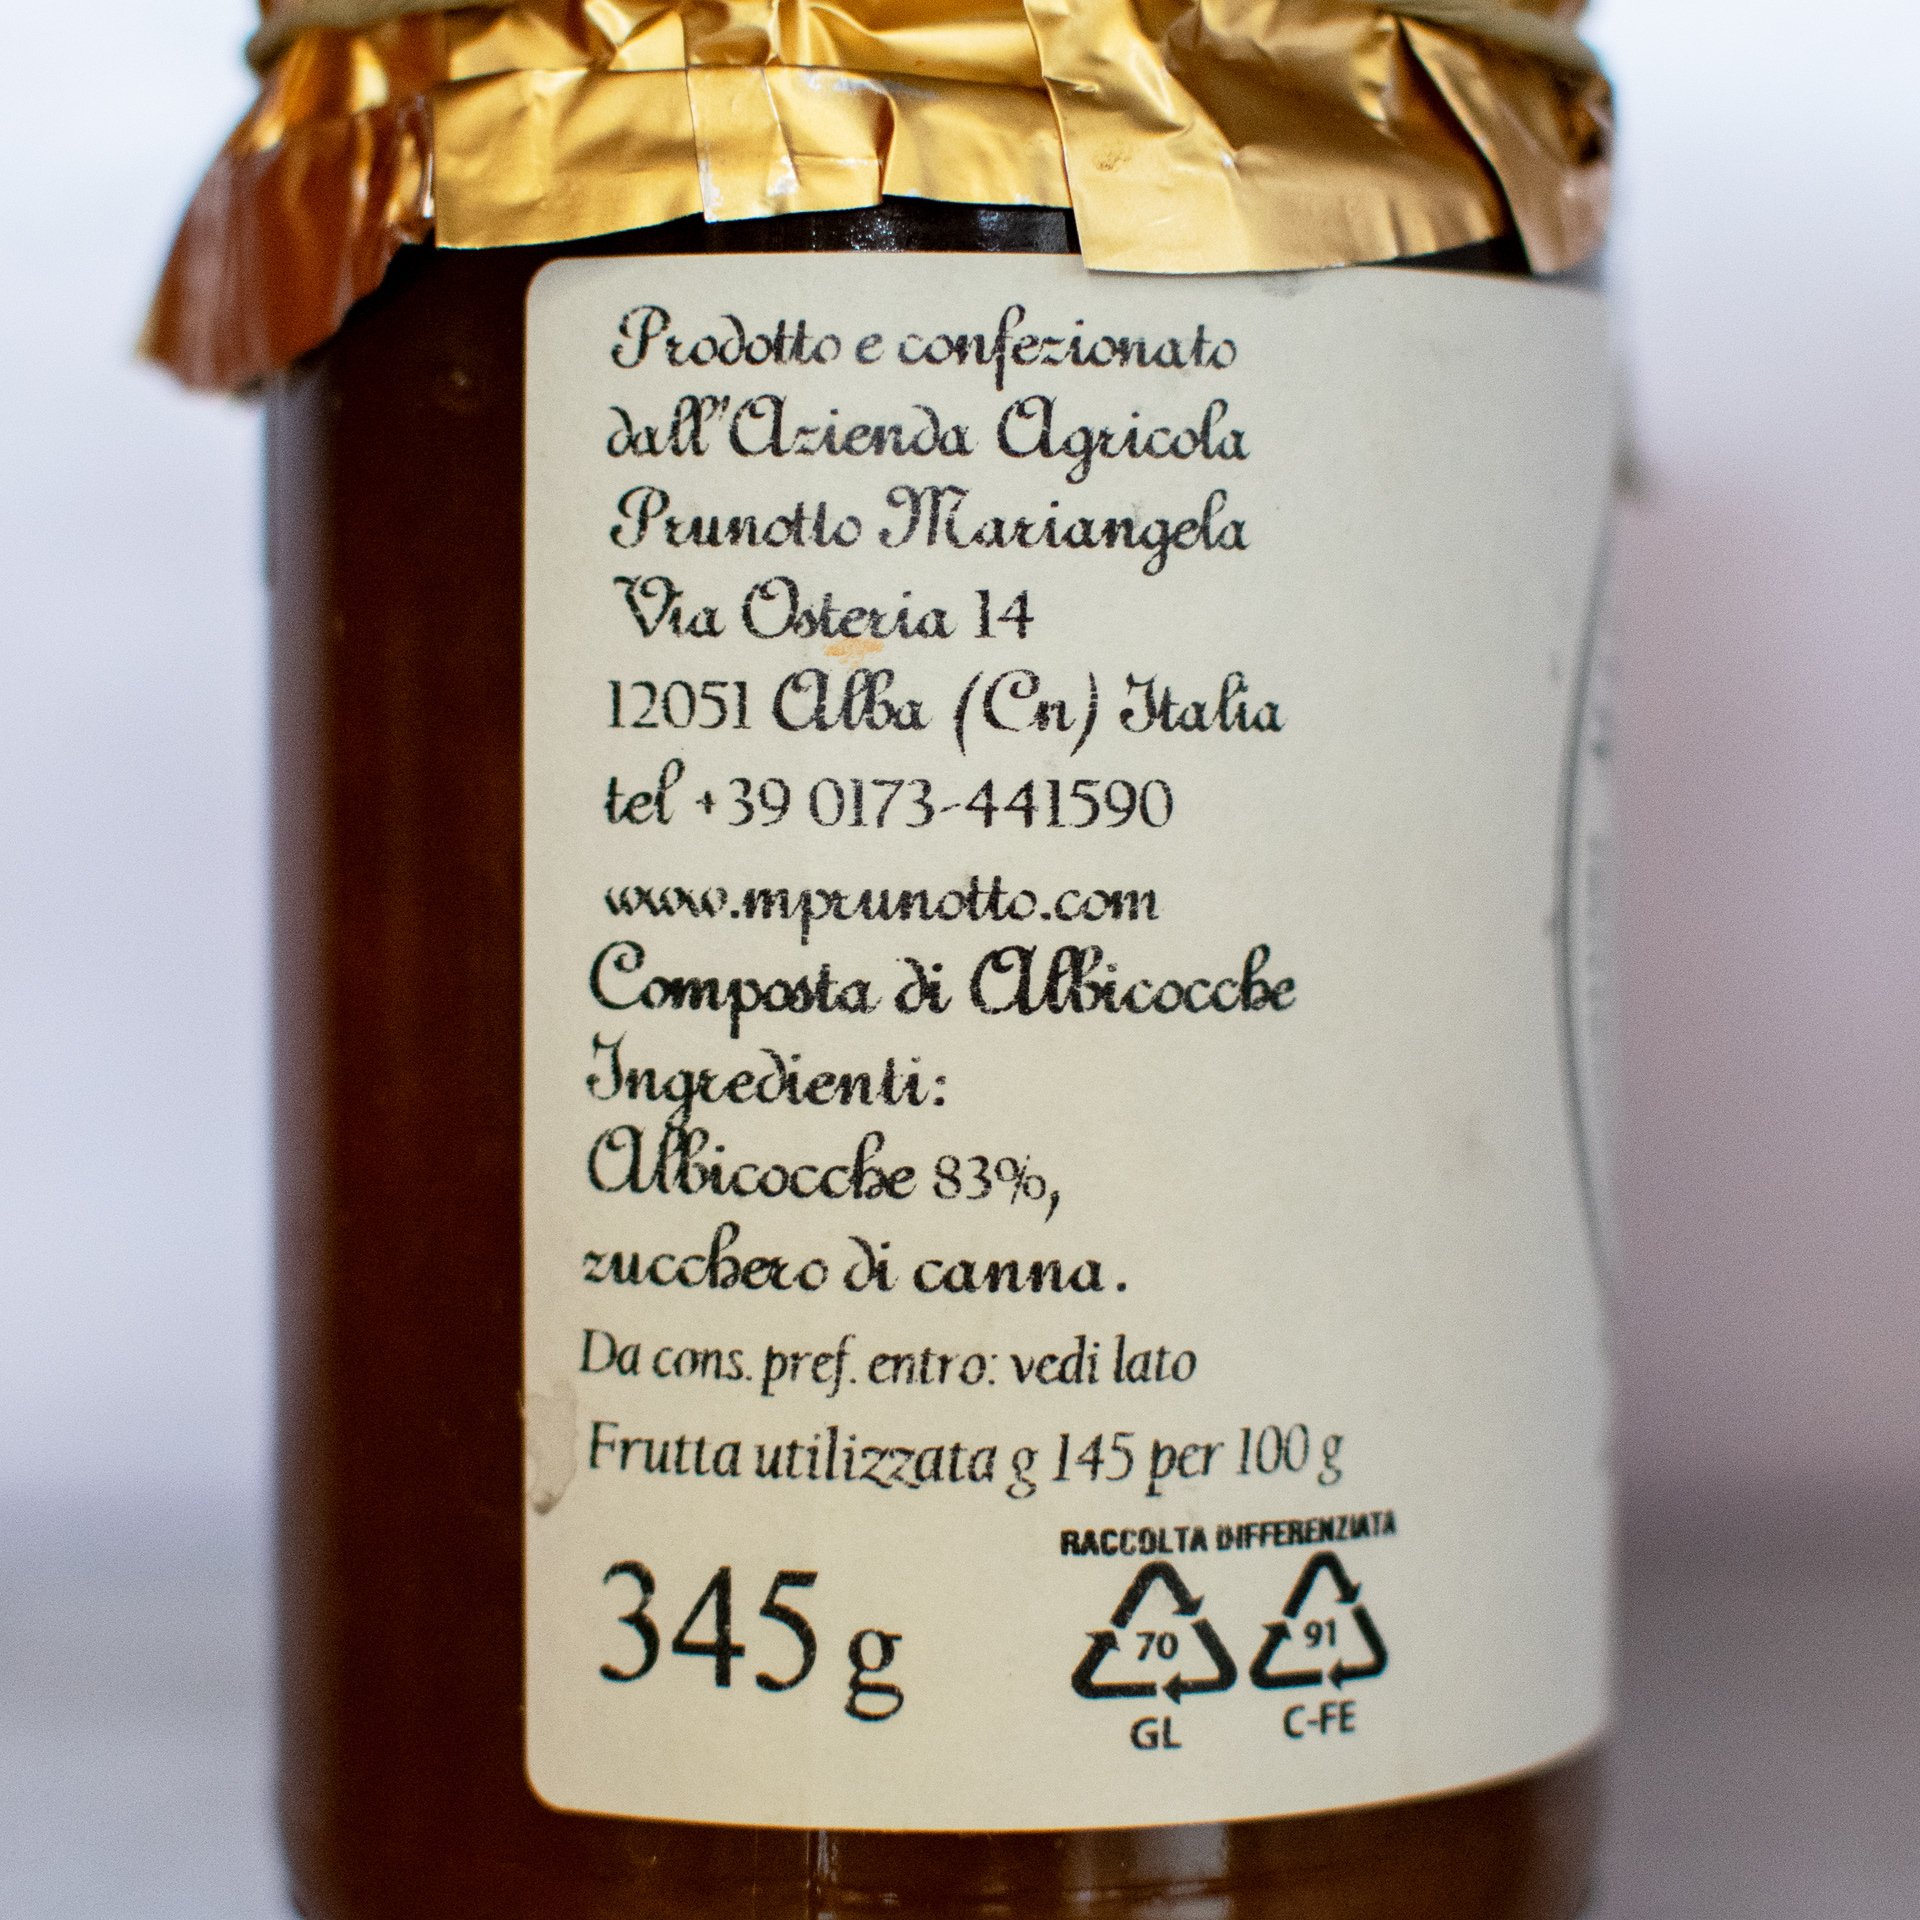 Prodotto e confezionato
dall'Azienda Agricola
Prunotto Mariangela
Via Osteria 14
12051 Alba (Cn) Italia
tel +39 0173-441590
www.mprunotto.com
Composta di Albicocche
Ingredienti:
Albicocche 83%,
zucchero di canna.
Da cons. pref. entro: vedi lato
Frutta utilizzata g 145 per 100 g
RACCOLTA DIFFERENZIATA
345 g
70 91
GL C-FE